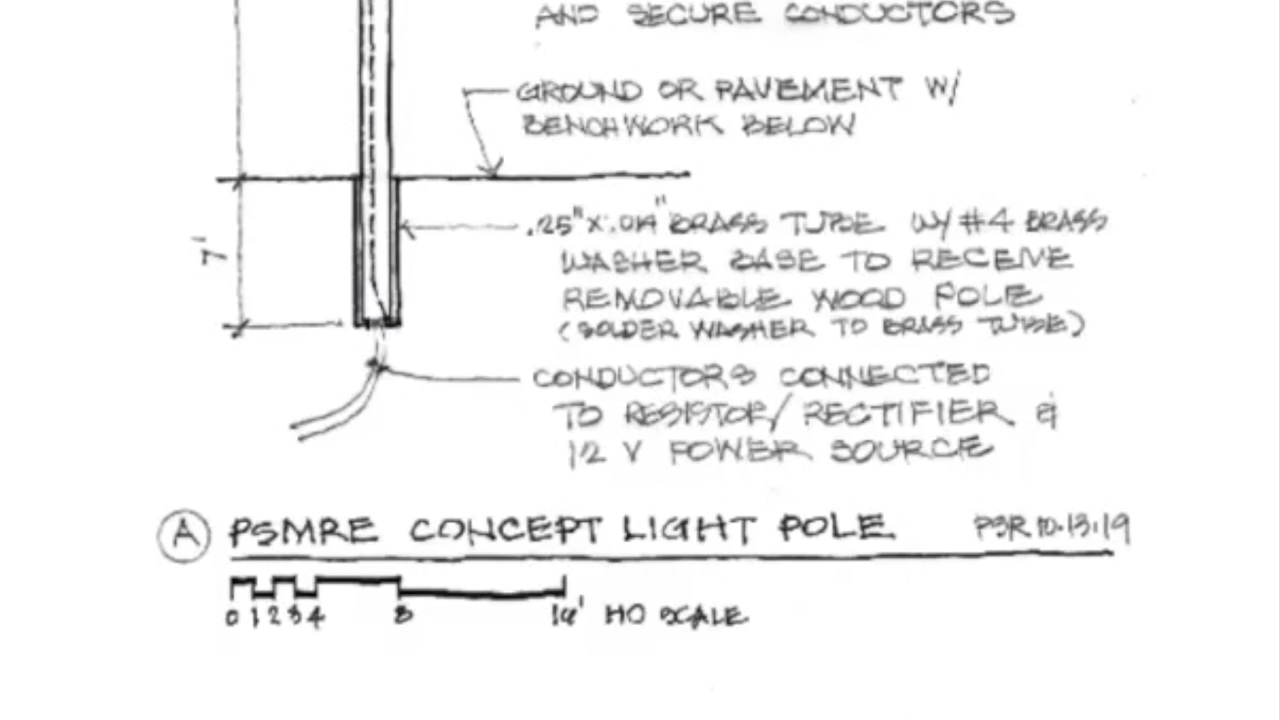 AND SECURE CONDUCTORS
GROUND OR PAVEMENT W/
BENCHWORK BELOW
7'
.25"X.014" BRASS TUBE W/ #4 BRASS
WASHER BASE TO RECEIVE
REMOVABLE WOOD POLE
(SOLDER WASHER TO BRASS TUBE)
CONDUCTORS CONNECTED
TO RESISTOR/RECTIFIER &
12 V POWER SOURCE
A PSMRE CONCEPT LIGHT POLE PSR 10.13.19
0 1 2 3 4 8 16' HO SCALE